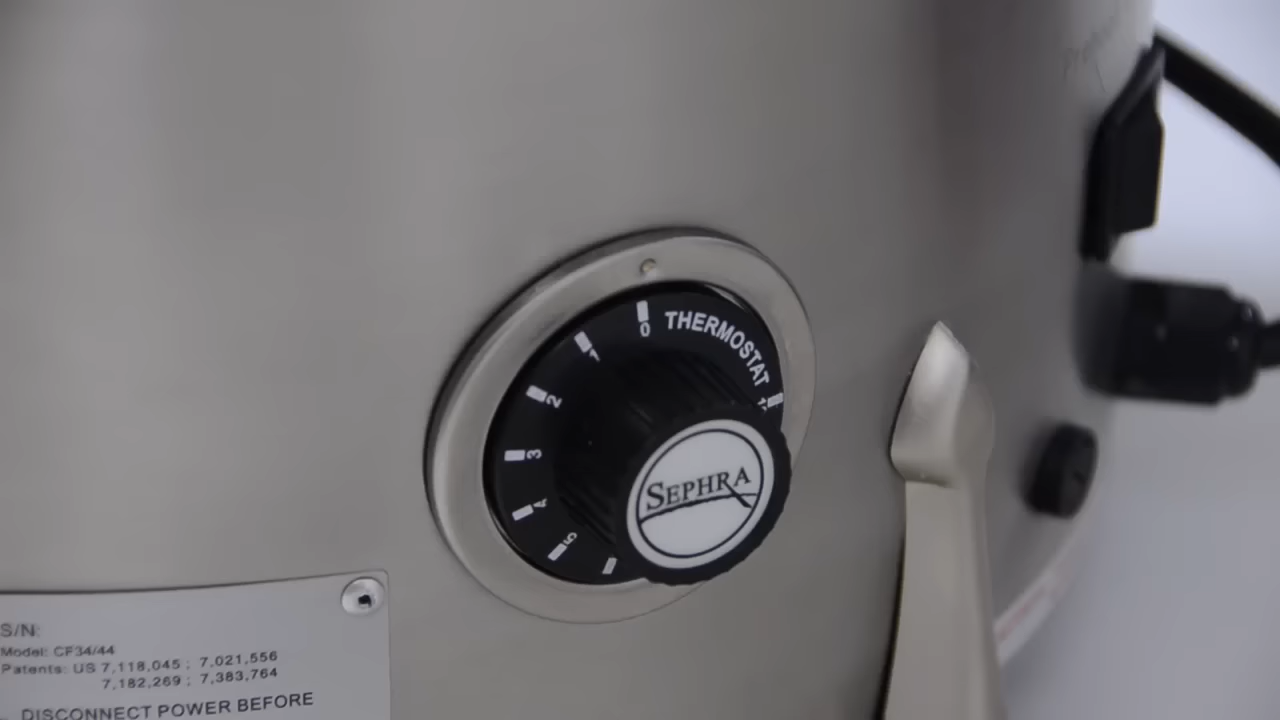 0
THERMOSTAT
1
2
3
4
5
SEPHRA
S/N:
Model: CF34/44
Patents: US 7,118,045 ; 7,021,556
7,182,269 ; 7,383,764
DISCONNECT POWER BEFORE